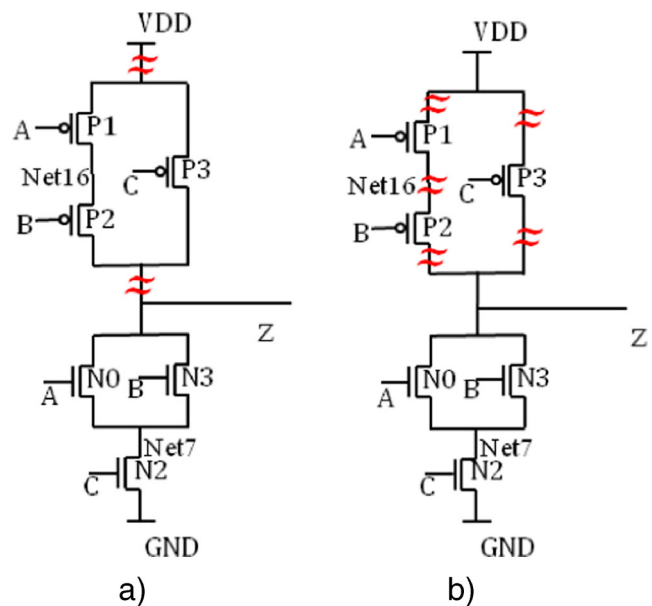 VDD
A P1
Net16 P3
C
B P2
Z
A N0 B N3
Net7
C N2
GND
a)
VDD
A P1
Net16 P3
C
B P2
Z
A N0 B N3
Net7
C N2
GND
b)